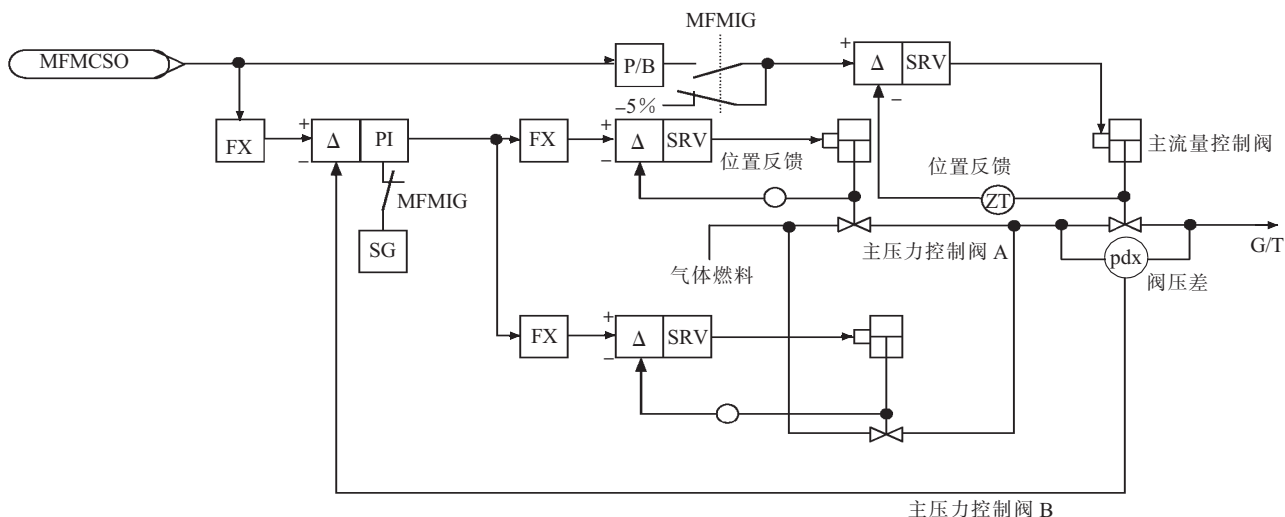 MFMCSO
MFMIG
P/B
−5%
+
Δ
SRV
−
FX
+
−
Δ
PI
FX
+
−
Δ
SRV
位置反馈
位置反馈
主流量控制阀
MFMIG
ZT
SG
气体燃料
主压力控制阀 A
pdx
阀压差
G/T
FX
+
−
Δ
SRV
主压力控制阀 B